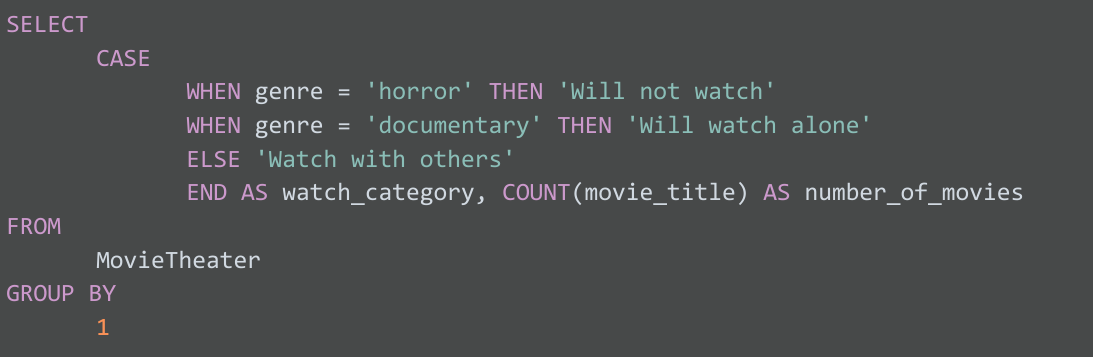 SELECT
CASE
WHEN genre = 'horror' THEN 'Will not watch'
WHEN genre = 'documentary' THEN 'Will watch alone'
ELSE 'Watch with others'
END AS watch_category, COUNT(movie_title) AS number_of_movies
FROM
MovieTheater
GROUP BY
1